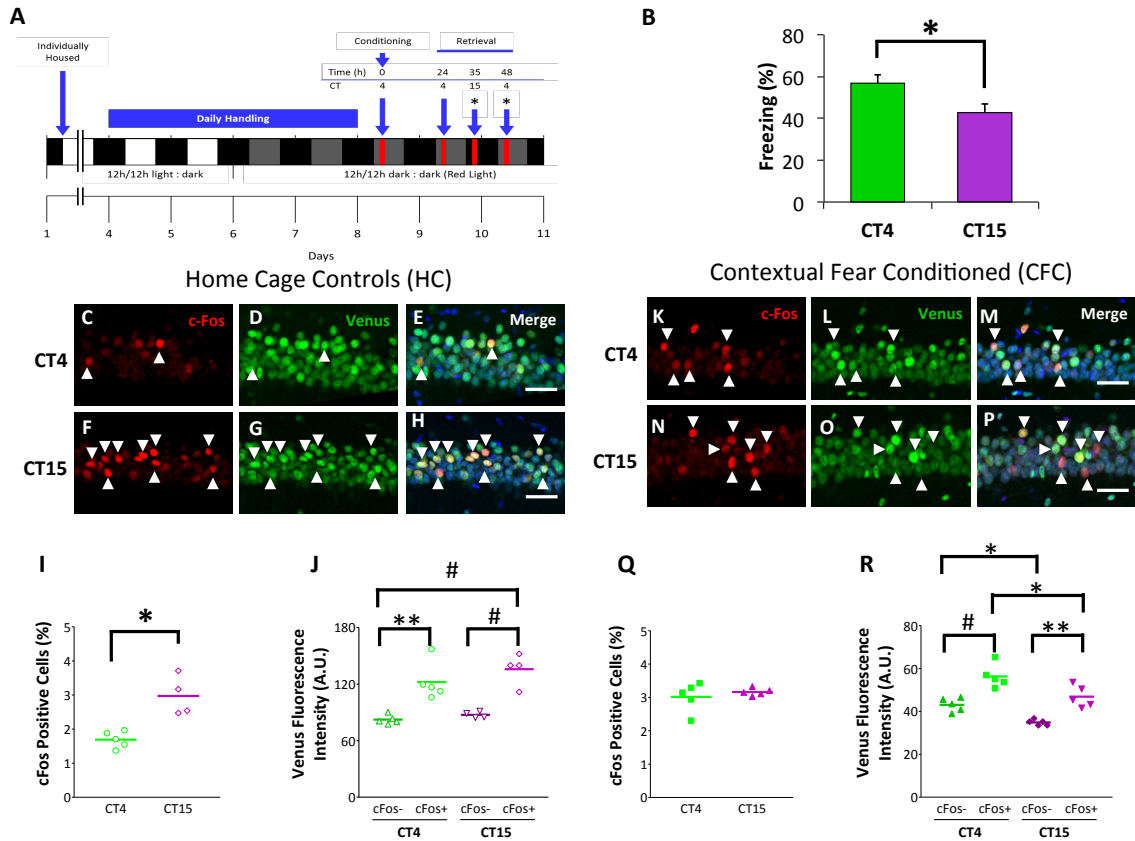 A
Individually
Housed
Conditioning
Retrieval
Time (h) 0 24 35 48
CT 4 4 15 4
* *
Daily Handling
12h/12h light : dark
12h/12h dark : dark (Red Light)
1 4 5 6 7 8 9 10 11
Days
B
*
Freezing (%)
80
60
40
20
0
CT4 CT15
Home Cage Controls (HC)
C c-Fos D Venus E Merge
CT4
F G H
CT15
Contextual Fear Conditioned (CFC)
K c-Fos L Venus M Merge
CT4
N O P
CT15
I
*
cFos Positive Cells (%)
5
4
3
2
1
0
CT4 CT15
J
#
** #
Venus Fluorescence
Intensity (A.U.)
180
120
60
0
cFos- cFos+ cFos- cFos+
CT4 CT15
Q
cFos Positive Cells (%)
5
4
3
2
1
0
CT4 CT15
R
*
*
# **
Venus Fluorescence
Intensity (A.U.)
80
60
40
20
0
cFos- cFos+ cFos- cFos+
CT4 CT15